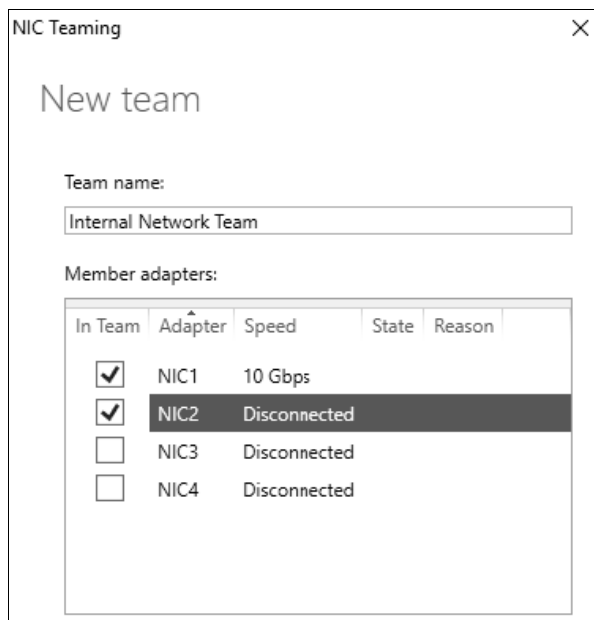 NIC Teaming
New team
Team name:
Internal Network Team
Member adapters:
In Team Adapter Speed State Reason
NIC1 10 Gbps
NIC2 Disconnected
NIC3 Disconnected
NIC4 Disconnected